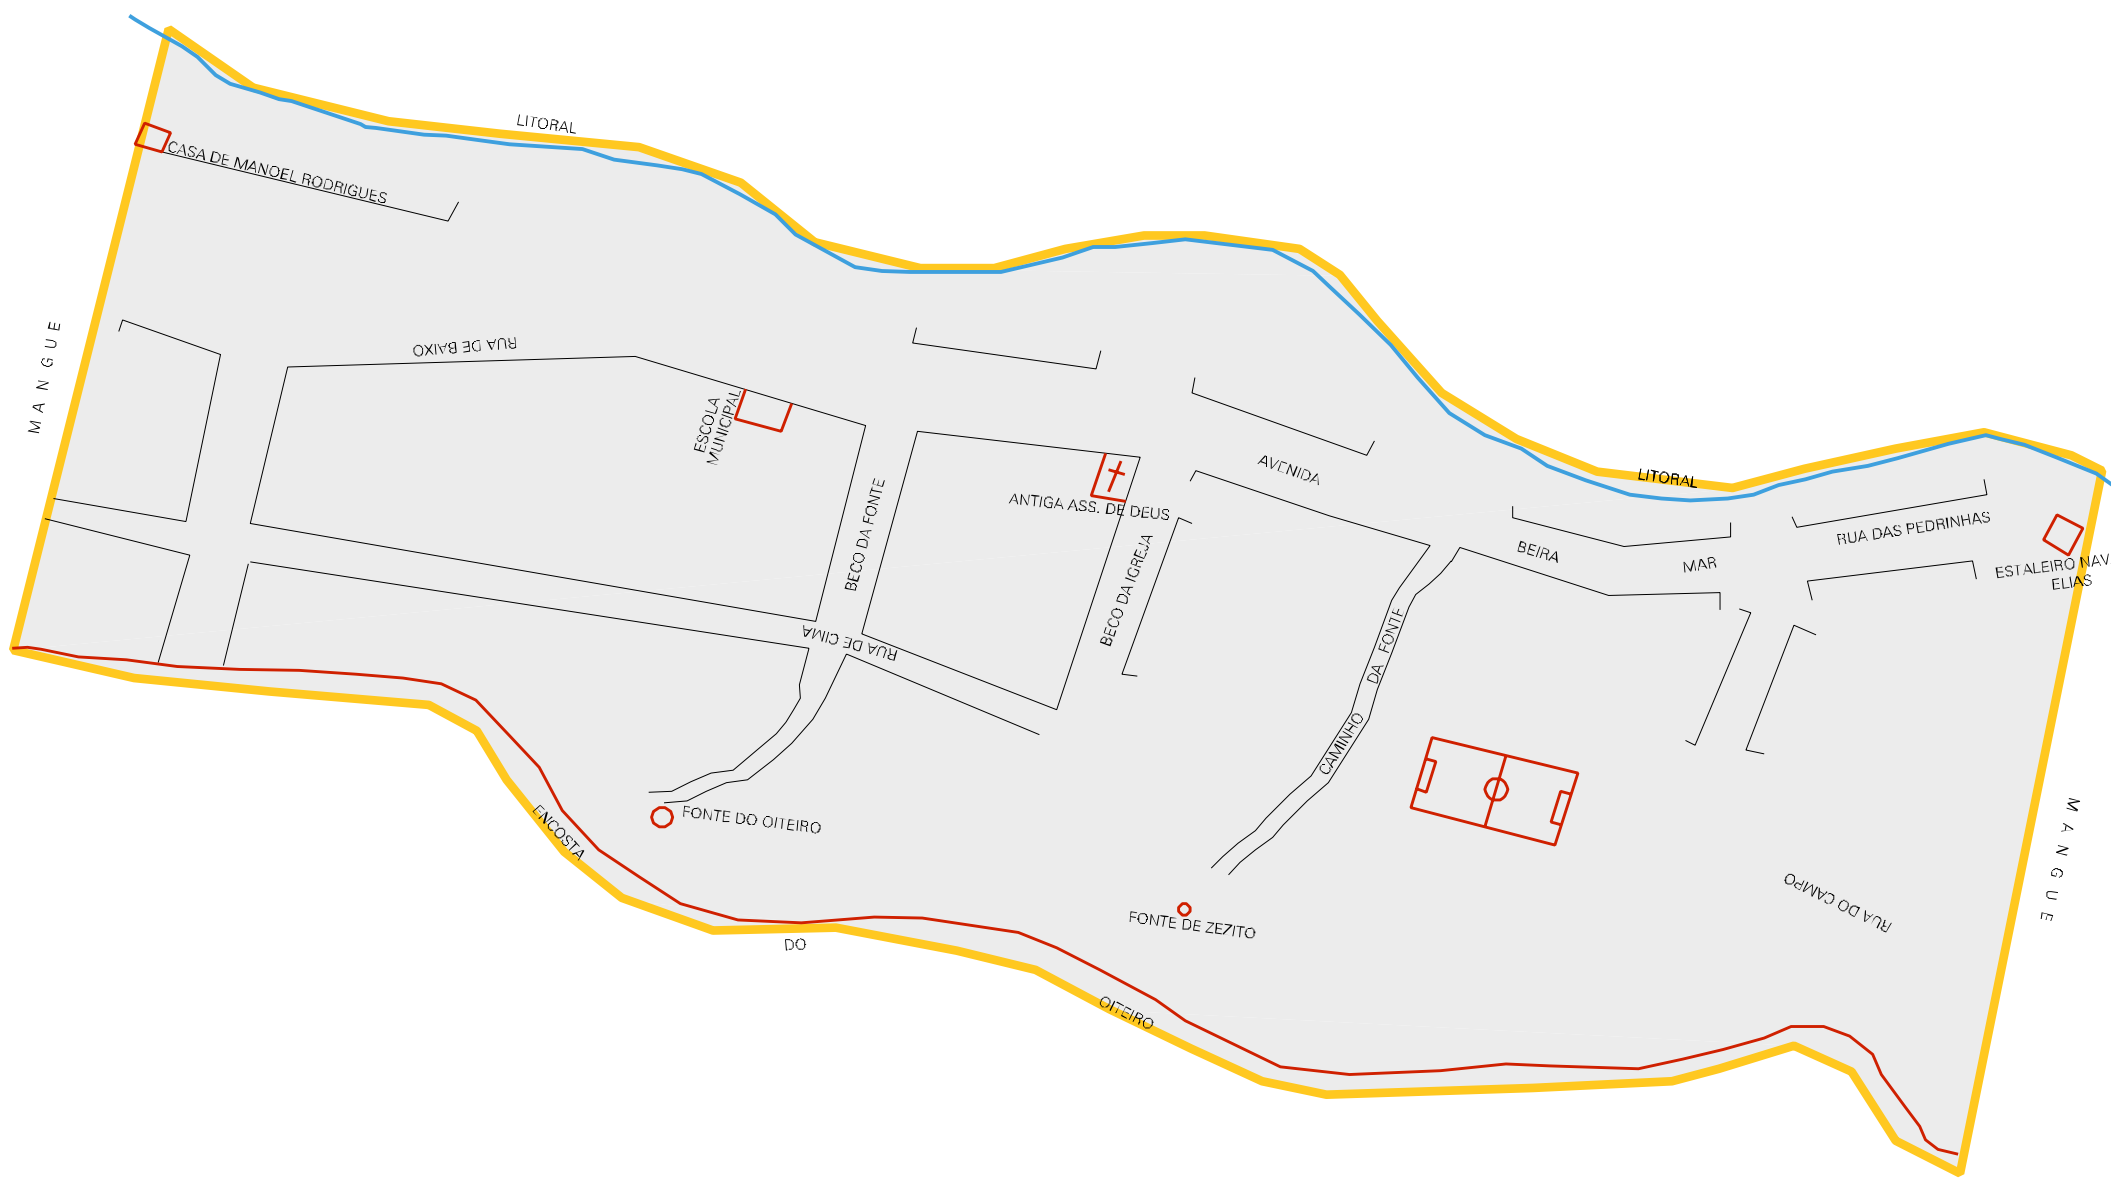 LITORAL
CASA DE MANOEL RODRIGUES
MANGUE
RUA DE BAIXO
ESCOLA
MUNICIPAL
BECO DA FONTE
ANTIGA ASS. DE DEUS
BECO DA IGREJA
AVENIDA
BEIRA
MAR
LITORAL
RUA DAS PEDRINHAS
ESTALEIRO NAV
ELIAS
RUA DE CIMA
CAMINHO DA FONTE
FONTE DO OITEIRO
FONTE DE ZEZITO
RUA DO CAMPO
MANGUE
ENCOSTA
DO
OITEIRO